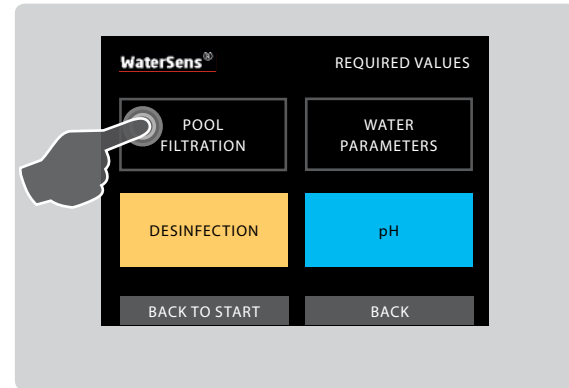 WaterSens®
REQUIRED VALUES
POOL
FILTRATION
WATER
PARAMETERS
DESINFECTION
pH
BACK TO START
BACK